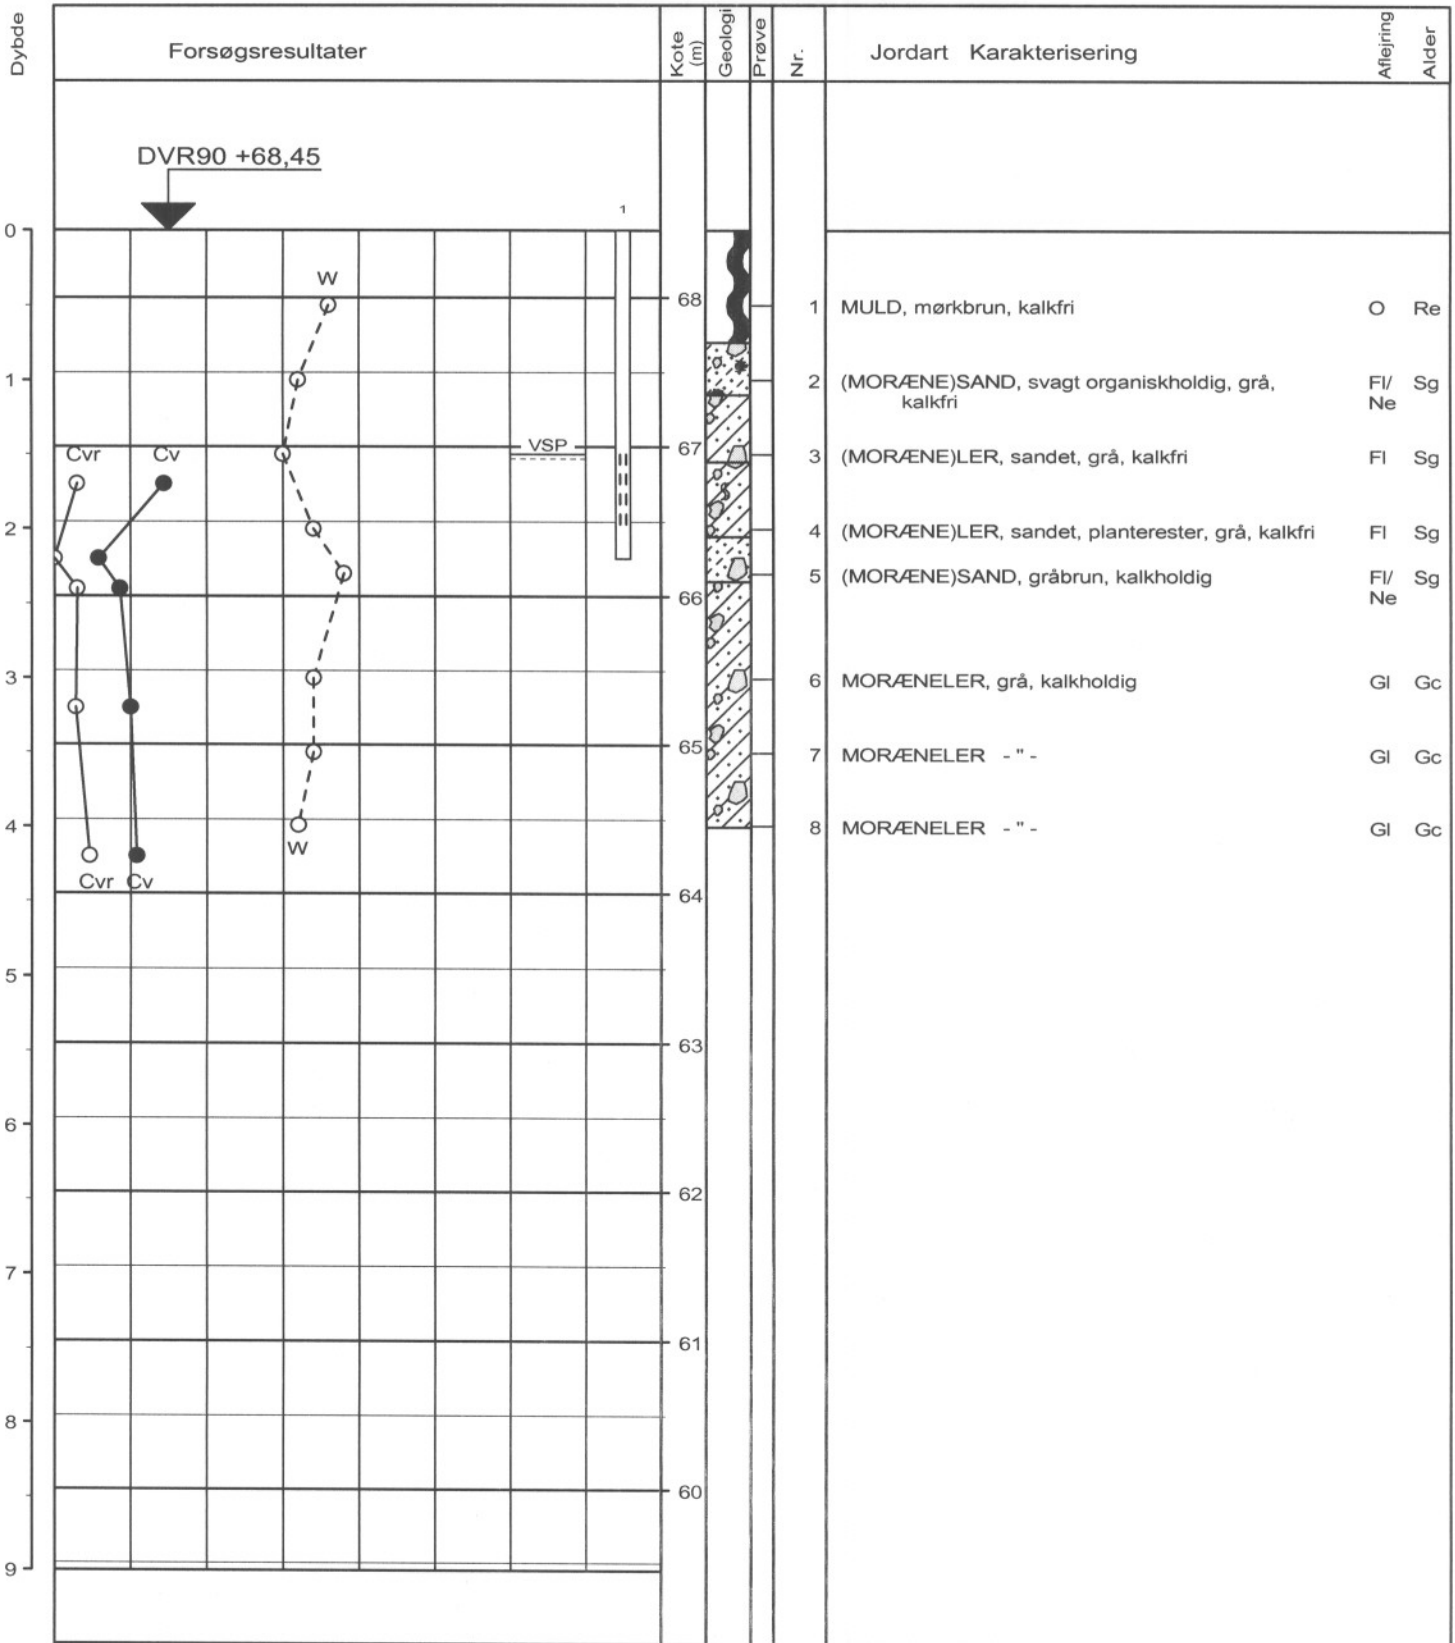 Dybde
Forsøgsresultater
Kote (m)
Geologi
Prøve
Nr.
Jordart Karakterisering
Aflejring
Alder
DVR90 +68,45
1
0
W
68
1 MULD, mørkbrun, kalkfri O Re
1
2 (MORÆNE)SAND, svagt organiskholdig, grå, Fl/ Sg
kalkfri Ne
67
VSP
Cvr Cv
3 (MORÆNE)LER, sandet, grå, kalkfri Fl Sg
2
4 (MORÆNE)LER, sandet, planterester, grå, kalkfri Fl Sg
5 (MORÆNE)SAND, gråbrun, kalkholdig Fl/ Sg
Ne
66
3
6 MORÆNELER, grå, kalkholdig Gl Gc
65
7 MORÆNELER - " - Gl Gc
4
8 MORÆNELER - " - Gl Gc
W
Cvr Cv
64
5
63
6
62
7
61
8
60
9